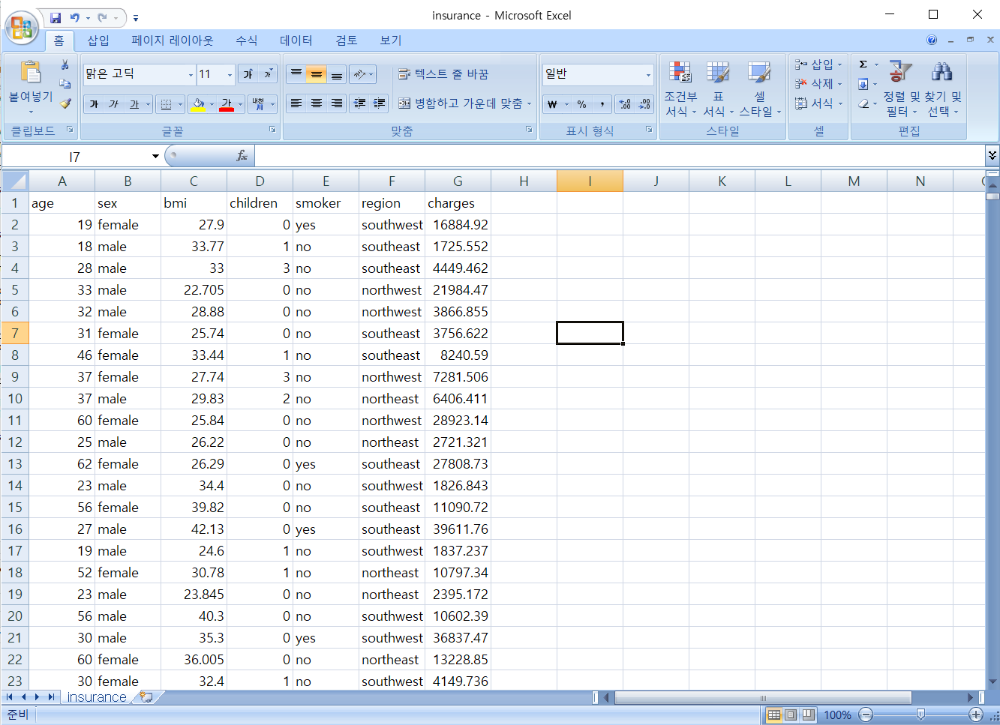 insurance - Microsoft Excel
홈 삽입 페이지 레이아웃 수식 데이터 검토 보기
붙여넣기 맑은 고딕 11 가 가 텍스트 줄 바꿈 일반 조건부 서식 표 서식 셀 스타일 삽입 삭제 서식 Σ 정렬 및 필터 찾기 및 선택
가 가 가 가 내천 川 병합하고 가운데 맞춤 ₩ % , .00 .00
클립보드 글꼴 맞춤 표시 형식 스타일 셀 편집
I7 fx
A B C D E F G H I J K L M N
1 age sex bmi children smoker region charges
2 19 female 27.9 0 yes southwest 16884.92
3 18 male 33.77 1 no southeast 1725.552
4 28 male 33 3 no southeast 4449.462
5 33 male 22.705 0 no northwest 21984.47
6 32 male 28.88 0 no northwest 3866.855
7 31 female 25.74 0 no southeast 3756.622
8 46 female 33.44 1 no southeast 8240.59
9 37 female 27.74 3 no northwest 7281.506
10 37 male 29.83 2 no northeast 6406.411
11 60 female 25.84 0 no northwest 28923.14
12 25 male 26.22 0 no northeast 2721.321
13 62 female 26.29 0 yes southeast 27808.73
14 23 male 34.4 0 no southwest 1826.843
15 56 female 39.82 0 no southeast 11090.72
16 27 male 42.13 0 yes southeast 39611.76
17 19 male 24.6 1 no southwest 1837.237
18 52 female 30.78 1 no northeast 10797.34
19 23 male 23.845 0 no northeast 2395.172
20 56 male 40.3 0 no southwest 10602.39
21 30 male 35.3 0 yes southwest 36837.47
22 60 female 36.005 0 no northeast 13228.85
23 30 female 32.4 1 no southwest 4149.736
insurance
준비 100%